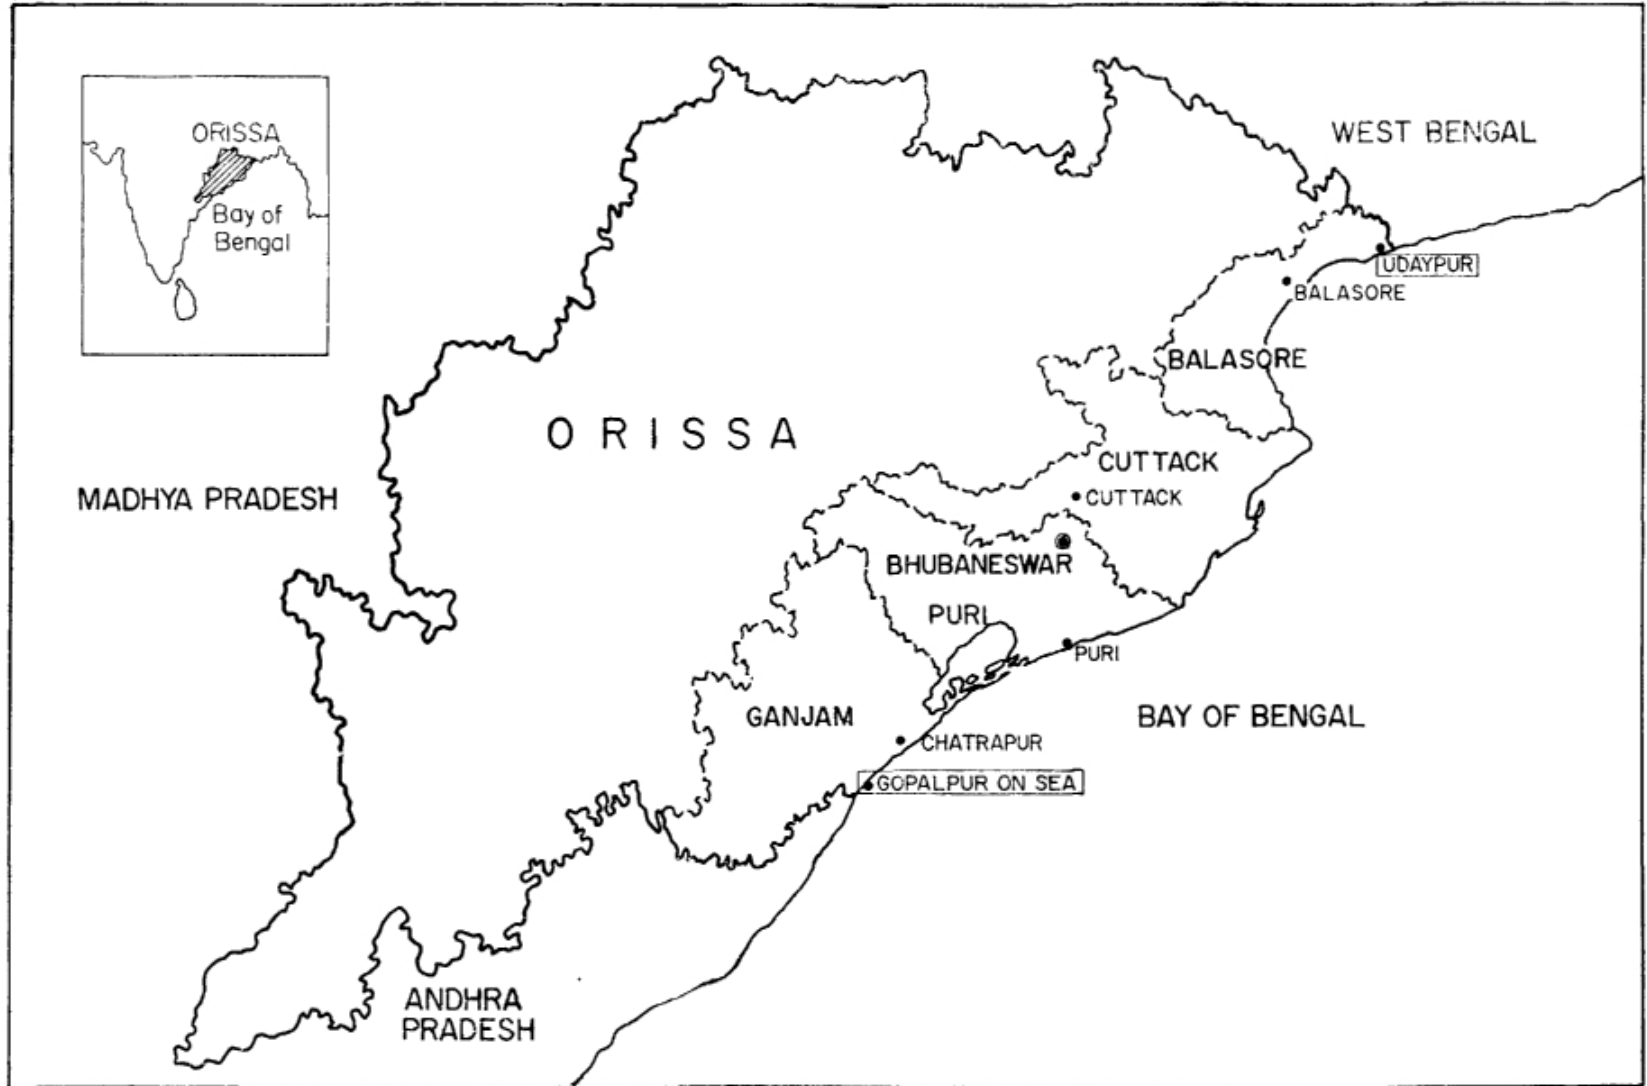 ORISSA
Bay of
Bengal
WEST BENGAL
UDAYPUR
BALASORE
BALASORE
ORISSA
CUTTACK
CUTTACK
MADHYA PRADESH
BHUBANESWAR
PURI
PURI
GANJAM
BAY OF BENGAL
CHATRAPUR
GOPALPUR ON SEA
ANDHRA
PRADESH